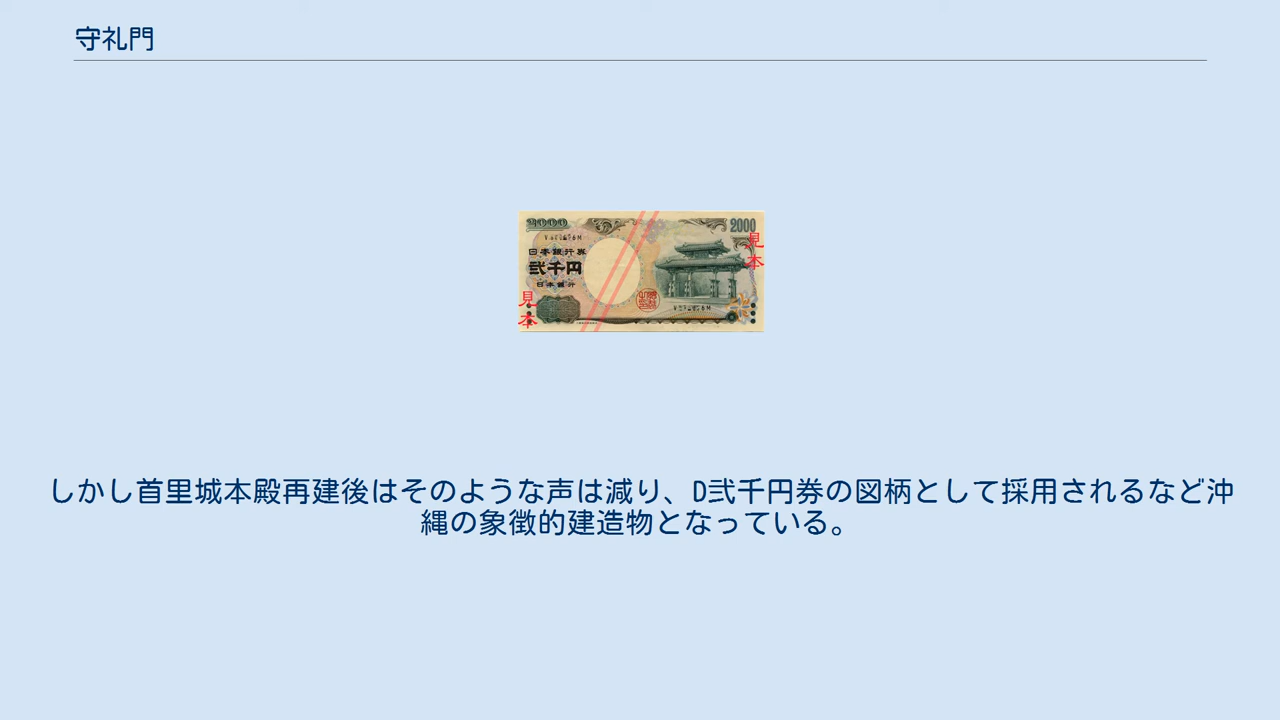 守礼門
2000
2000
日本銀行券
弐千円
日本銀行
見本
見本
しかし首里城本殿再建後はそのような声は減り、D弐千円券の図柄として採用されるなど沖
縄の象徴的建造物となっている。